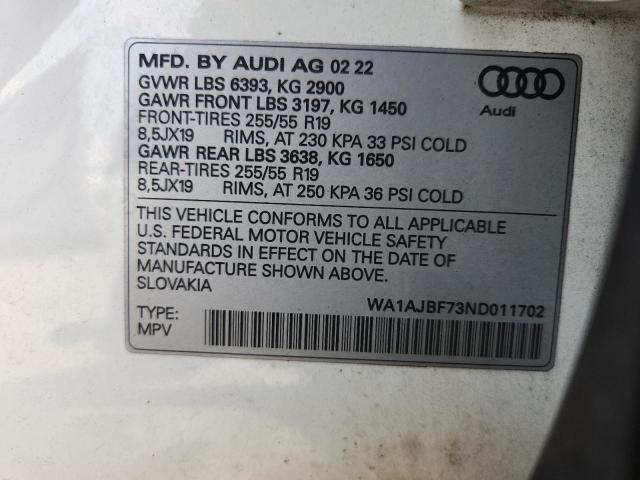 MFD. BY AUDI AG 02 22
GVWR LBS 6393, KG 2900
GAWR FRONT LBS 3197, KG 1450
FRONT-TIRES 255/55 R19
8,5JX19 RIMS, AT 230 KPA 33 PSI COLD
GAWR REAR LBS 3638, KG 1650
REAR-TIRES 255/55 R19
8,5JX19 RIMS, AT 250 KPA 36 PSI COLD
Audi
THIS VEHICLE CONFORMS TO ALL APPLICABLE
U.S. FEDERAL MOTOR VEHICLE SAFETY
STANDARDS IN EFFECT ON THE DATE OF
MANUFACTURE SHOWN ABOVE.
SLOVAKIA
WA1AJBF73ND011702
TYPE:
MPV